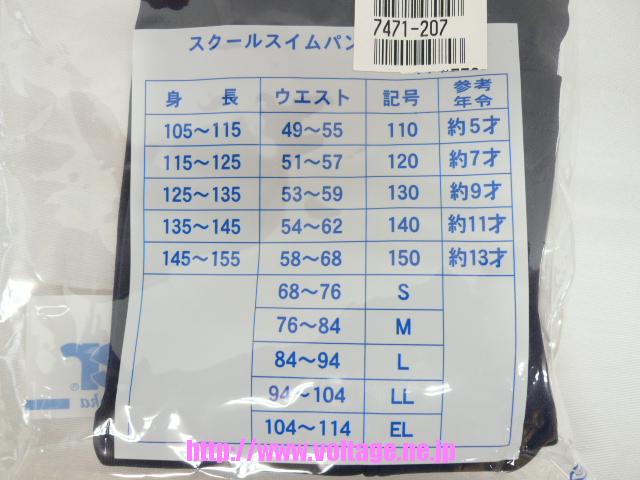 7471-207
スクールスイムパン
身長 ウエスト 記号 参考年令
105〜115 49〜55 110 約5才
115〜125 51〜57 120 約7才
125〜135 53〜59 130 約9才
135〜145 54〜62 140 約11才
145〜155 58〜68 150 約13才
68〜76 S
76〜84 M
84〜94 L
94〜104 LL
104〜114 EL
http://www.voltage.ne.jp